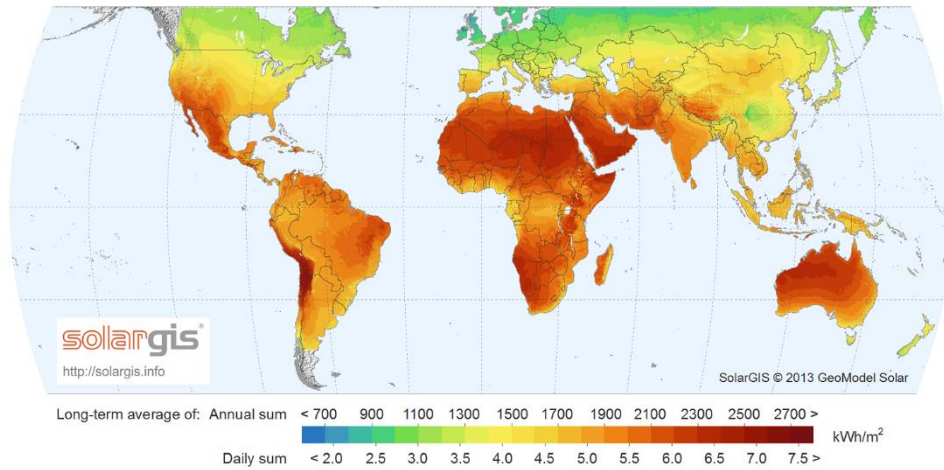 solargis®
http://solargis.info
SolarGIS © 2013 GeoModel Solar
Long-term average of: Annual sum < 700 900 1100 1300 1500 1700 1900 2100 2300 2500 2700 >
kWh/m²
Daily sum < 2.0 2.5 3.0 3.5 4.0 4.5 5.0 5.5 6.0 6.5 7.0 7.5 >